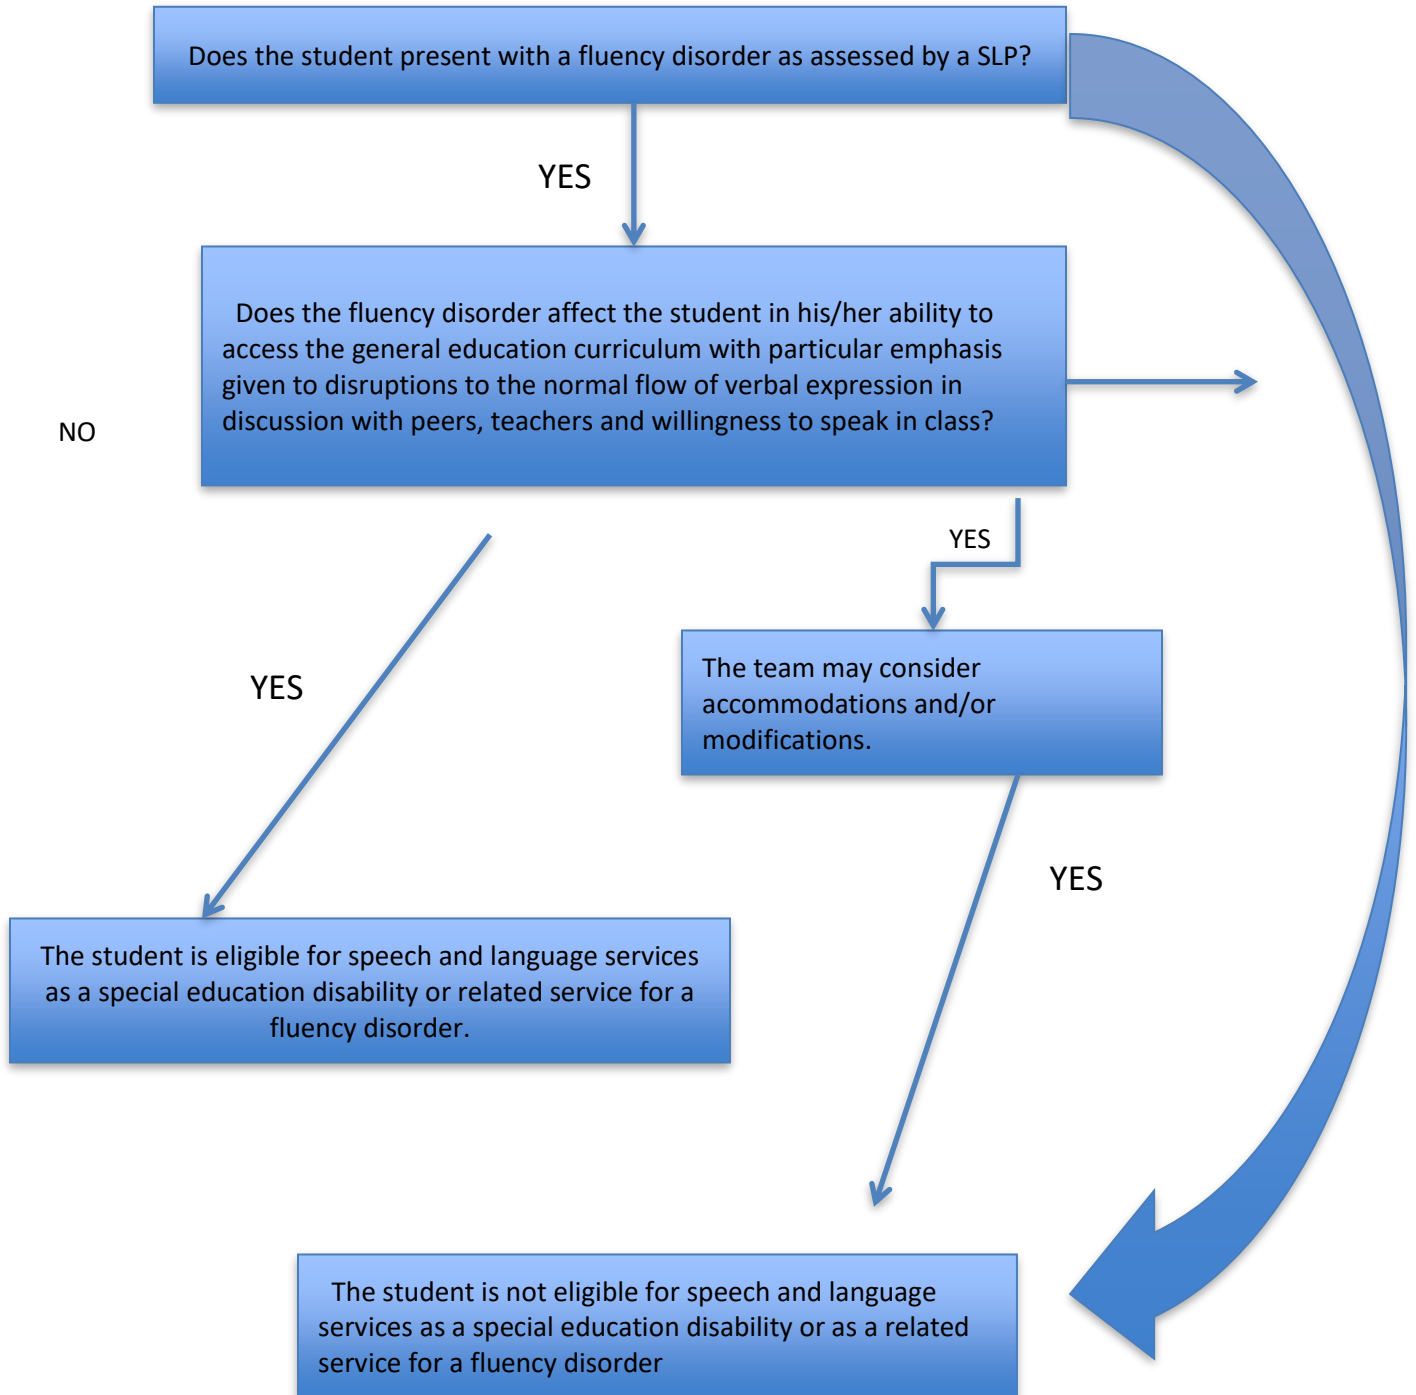 Does the student present with a fluency disorder as assessed by a SLP?
YES
Does the fluency disorder affect the student in his/her ability to
access the general education curriculum with particular emphasis
given to disruptions to the normal flow of verbal expression in
discussion with peers, teachers and willingness to speak in class?
NO
YES
The team may consider
accommodations and/or
modifications.
YES
YES
The student is eligible for speech and language services
as a special education disability or related service for a
fluency disorder.
The student is not eligible for speech and language
services as a special education disability or as a related
service for a fluency disorder